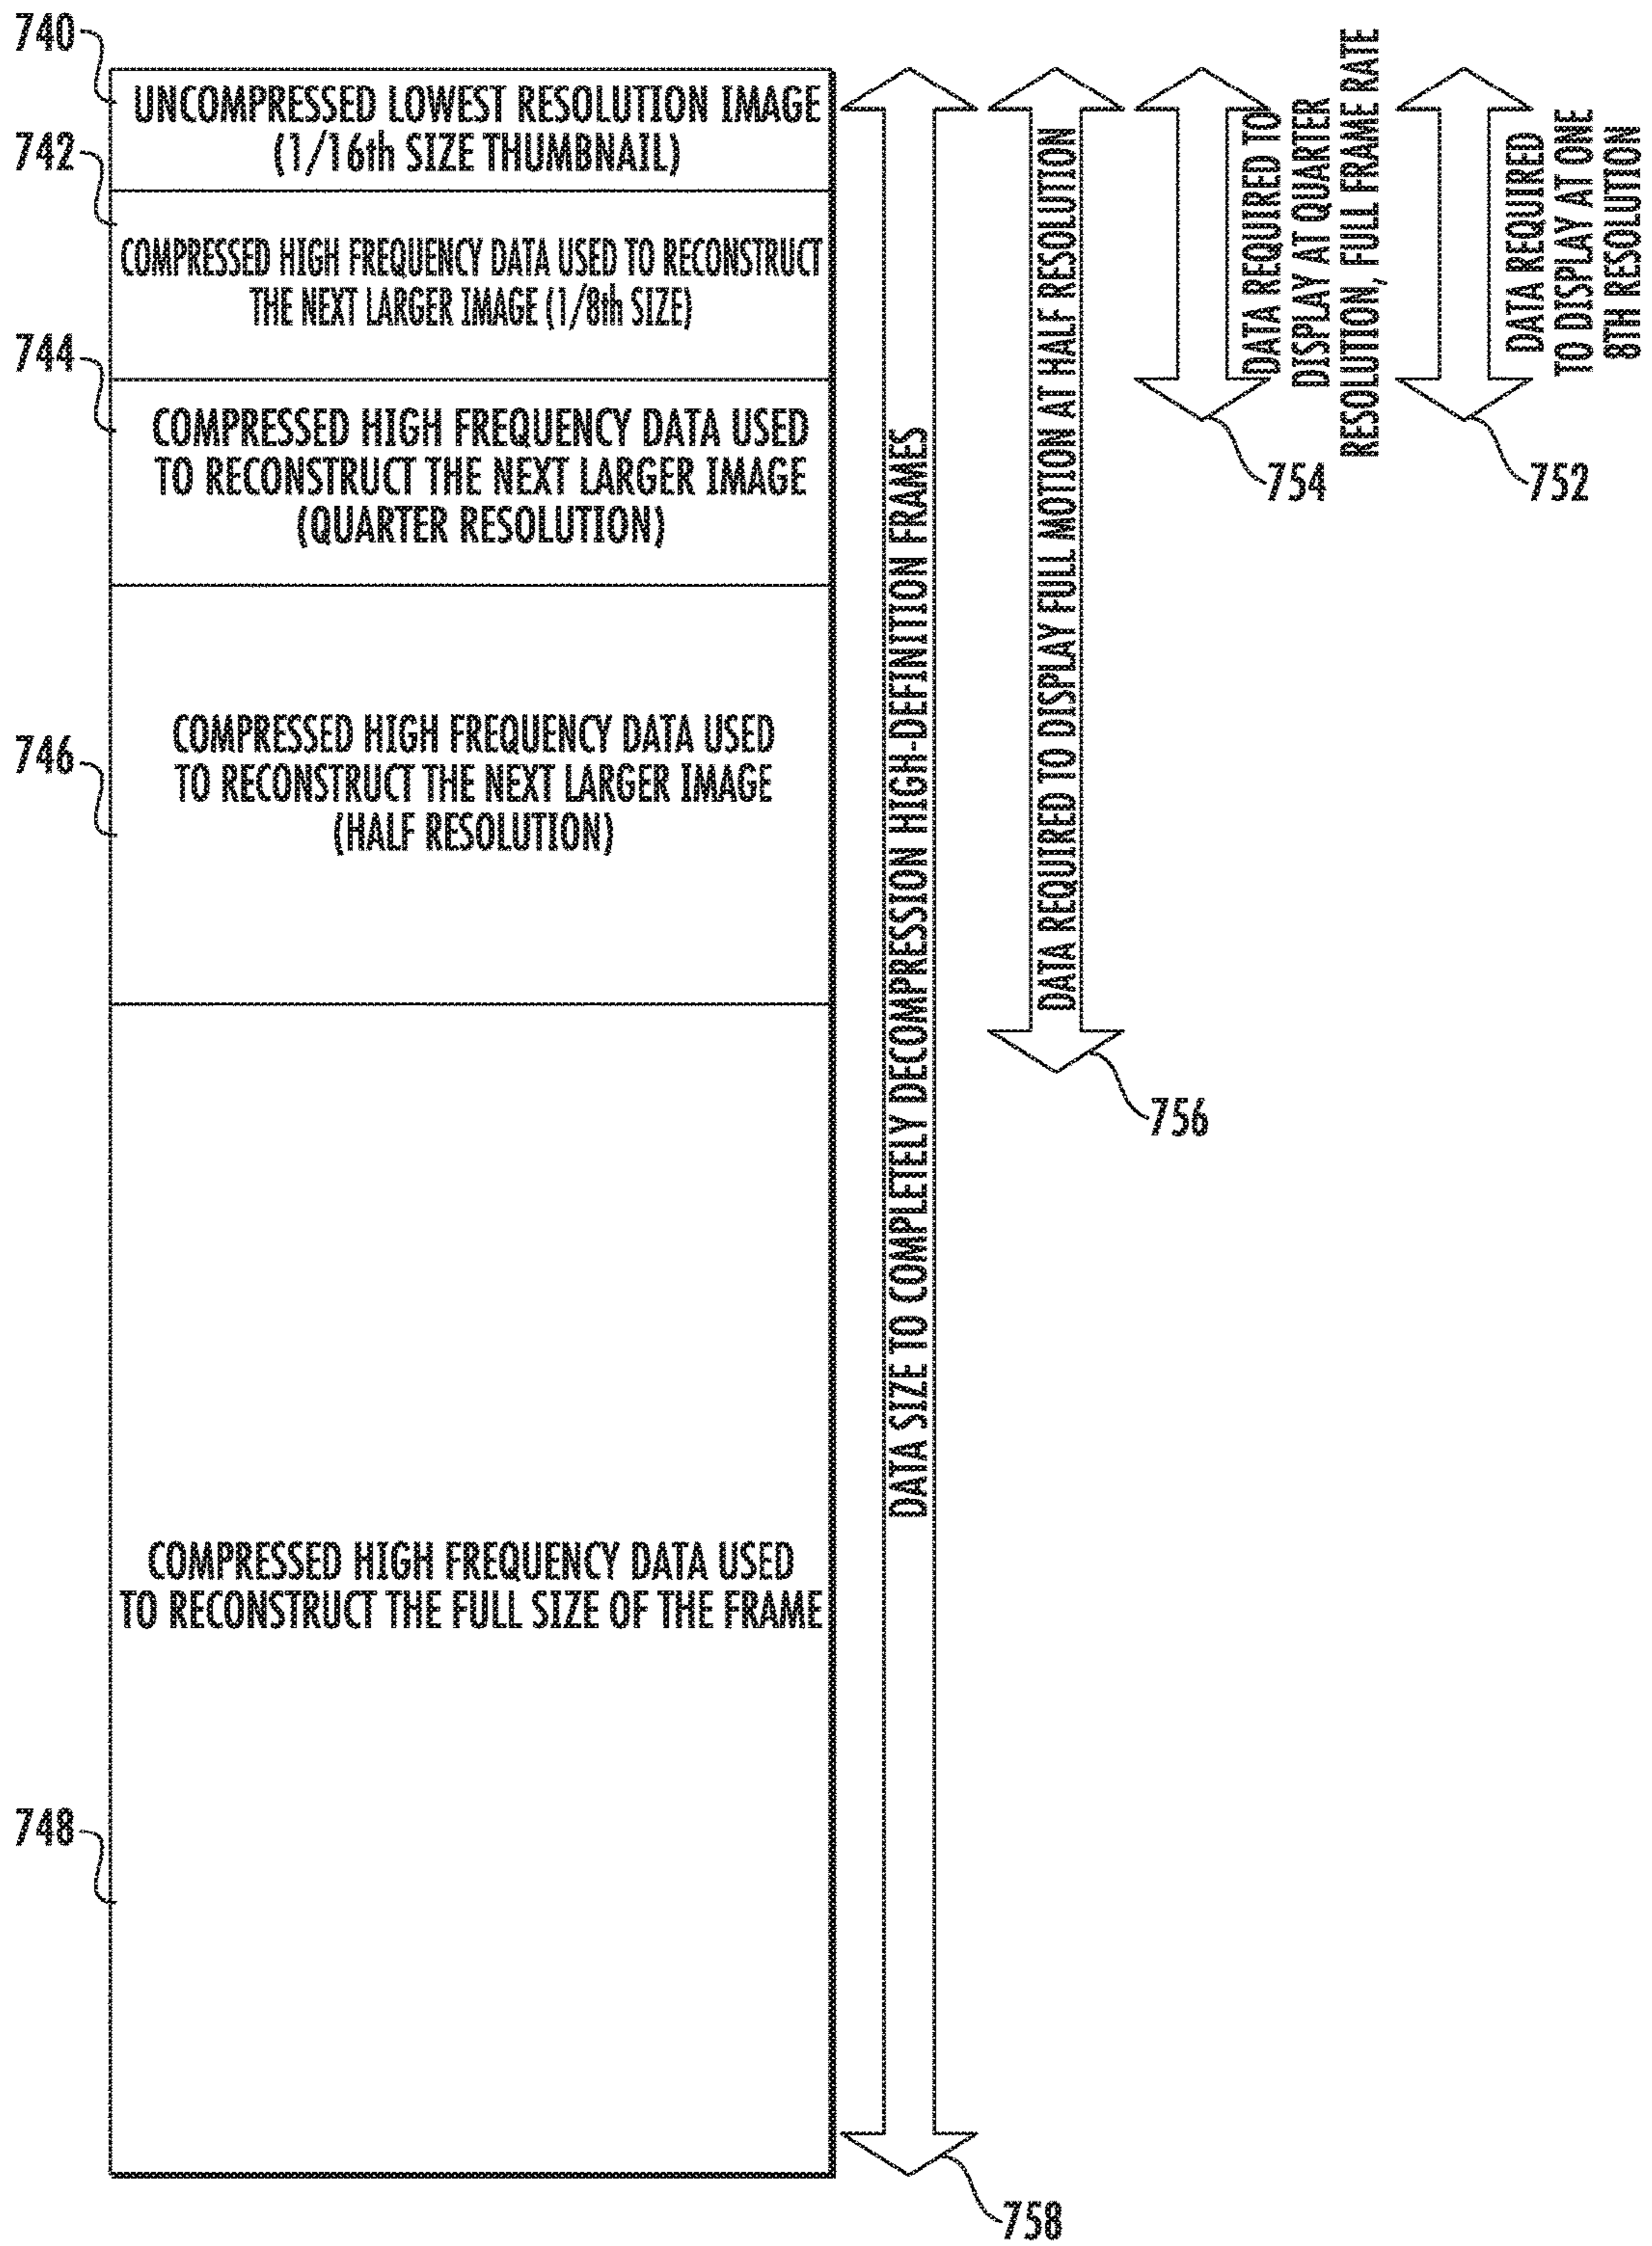 740
UNCOMPRESSED LOWEST RESOLUTION IMAGE
(1/16th SIZE THUMBNAIL)
742
COMPRESSED HIGH FREQUENCY DATA USED TO RECONSTRUCT
THE NEXT LARGER IMAGE (1/8th SIZE)
744
COMPRESSED HIGH FREQUENCY DATA USED
TO RECONSTRUCT THE NEXT LARGER IMAGE
(QUARTER RESOLUTION)
746
COMPRESSED HIGH FREQUENCY DATA USED
TO RECONSTRUCT THE NEXT LARGER IMAGE
(HALF RESOLUTION)
748
COMPRESSED HIGH FREQUENCY DATA USED
TO RECONSTRUCT THE FULL SIZE OF THE FRAME
DATA SIZE TO COMPLETELY DECOMPRESSION HIGH-DEFINITION FRAMES
758
DATA REQUIRED TO DISPLAY FULL MOTION AT HALF RESOLUTION
756
DATA REQUIRED TO
DISPLAY AT QUARTER
RESOLUTION, FULL FRAME RATE
754
DATA REQUIRED
TO DISPLAY AT ONE
8TH RESOLUTION
752